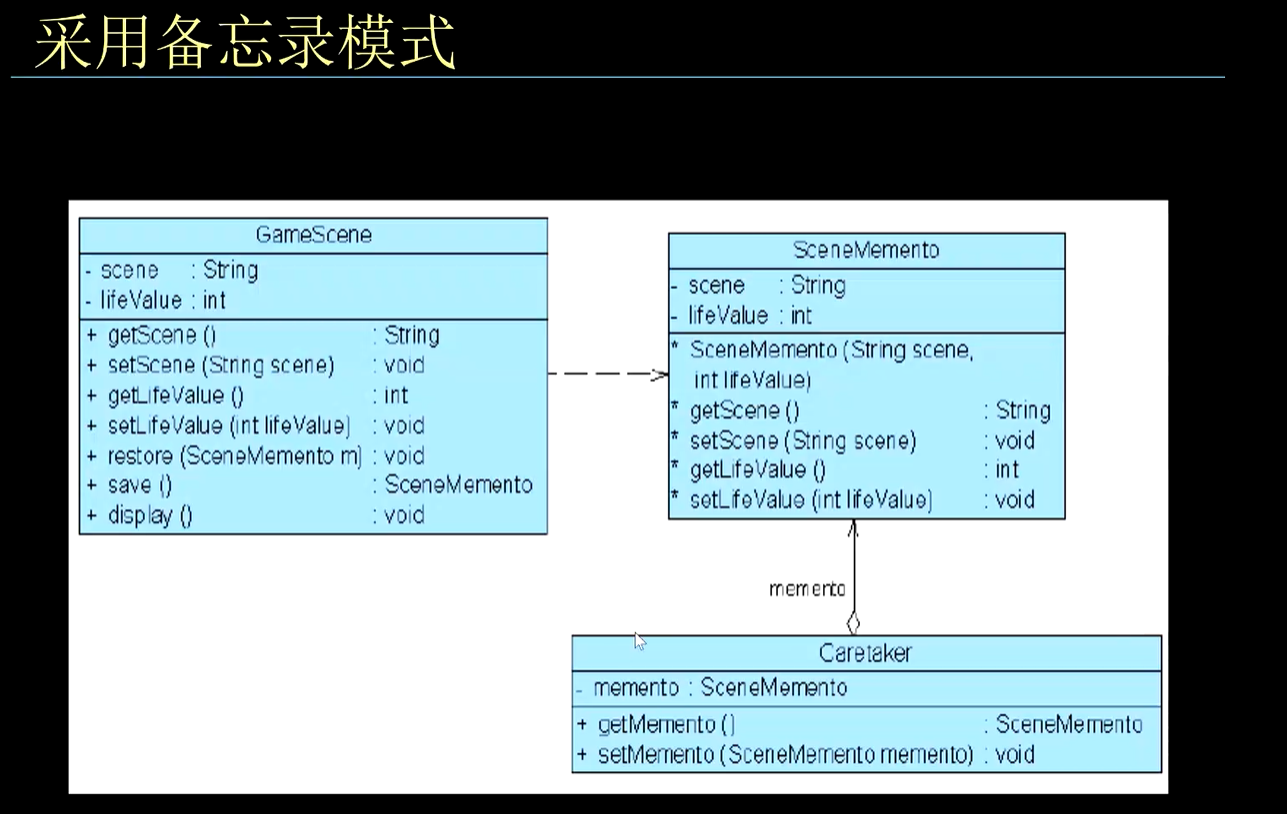 采用备忘录模式
GameScene
- scene : String
- lifeValue : int
+ getScene () : String
+ setScene (String scene) : void
+ getLifeValue () : int
+ setLifeValue (int lifeValue) : void
+ restore (SceneMemento m) : void
+ save () : SceneMemento
+ display () : void
SceneMemento
- scene : String
- lifeValue : int
* SceneMemento (String scene,
int lifeValue)
* getScene () : String
* setScene (String scene) : void
* getLifeValue () : int
* setLifeValue (int lifeValue) : void
memento
Caretaker
- memento : SceneMemento
+ getMemento () : SceneMemento
+ setMemento (SceneMemento memento) : void